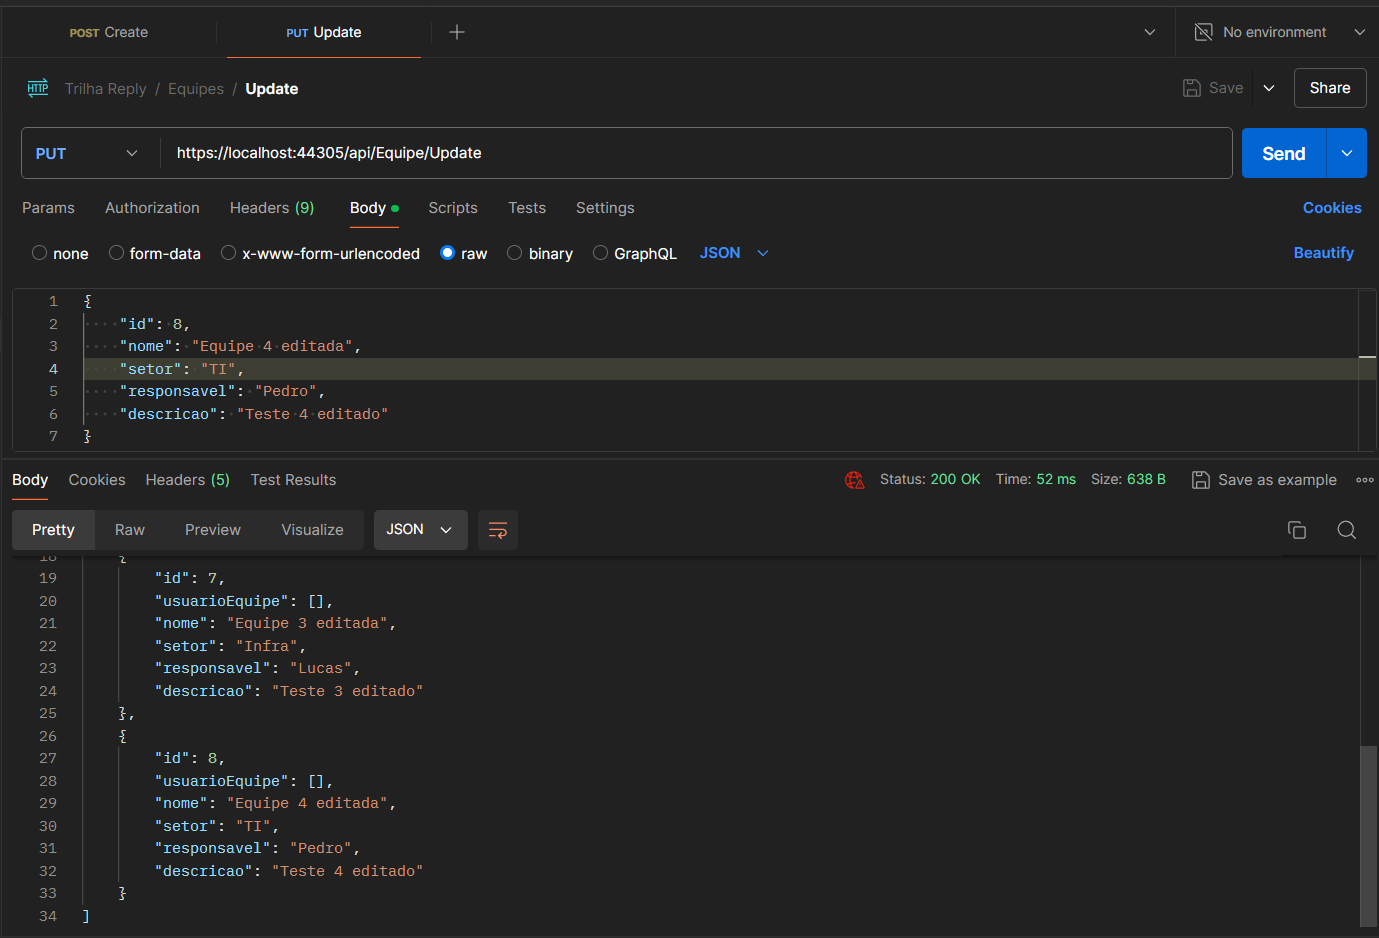 POST Create
PUT Update
No environment
HTTP
Trilha Reply / Equipes / Update
Save
Share
PUT
https://localhost:44305/api/Equipe/Update
Send
Params Authorization Headers (9) Body Scripts Tests Settings Cookies
none form-data x-www-form-urlencoded raw binary GraphQL JSON Beautify
1 {
2 "id": 8,
3 "nome": "Equipe 4 editada",
4 "setor": "TI",
5 "responsavel": "Pedro",
6 "descricao": "Teste 4 editado"
7 }
Body Cookies Headers (5) Test Results Status: 200 OK Time: 52 ms Size: 638 B Save as example
Pretty Raw Preview Visualize JSON
18 {
19 "id": 7,
20 "usuarioEquipe": [],
21 "nome": "Equipe 3 editada",
22 "setor": "Infra",
23 "responsavel": "Lucas",
24 "descricao": "Teste 3 editado"
25 },
26 {
27 "id": 8,
28 "usuarioEquipe": [],
29 "nome": "Equipe 4 editada",
30 "setor": "TI",
31 "responsavel": "Pedro",
32 "descricao": "Teste 4 editado"
33 }
34 ]